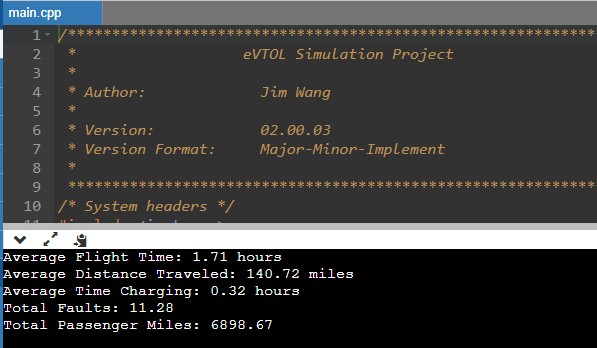 main.cpp
1 /************************************************************
2 * eVTOL Simulation Project
3 *
4 * Author: Jim Wang
5 *
6 * Version: 02.00.03
7 * Version Format: Major-Minor-Implement
8 *
9 ************************************************************
10 /* System headers */
11
Average Flight Time: 1.71 hours
Average Distance Traveled: 140.72 miles
Average Time Charging: 0.32 hours
Total Faults: 11.28
Total Passenger Miles: 6898.67